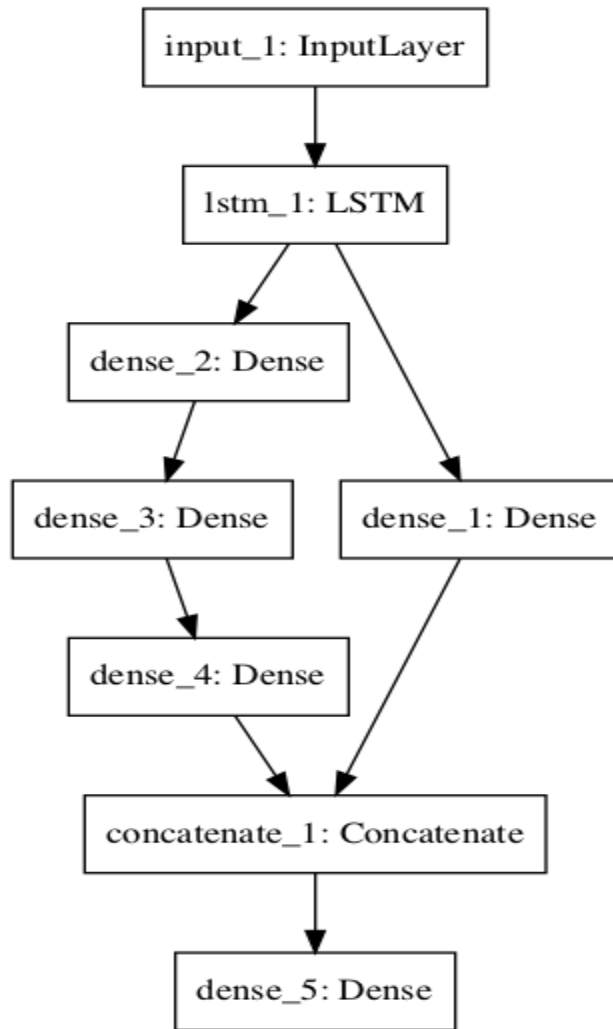 input_1: InputLayer
lstm_1: LSTM
dense_2: Dense
dense_3: Dense
dense_1: Dense
dense_4: Dense
concatenate_1: Concatenate
dense_5: Dense